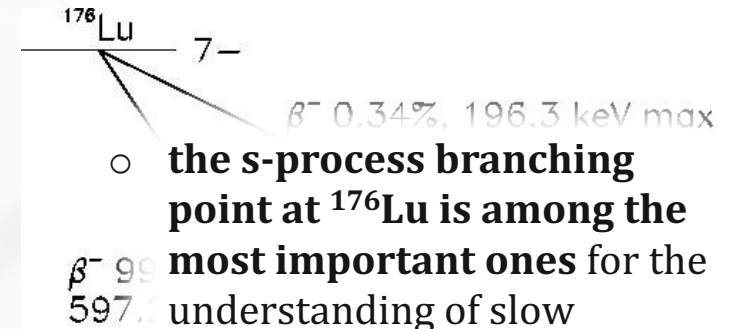 ¹⁷⁶Lu 7−
β⁻ 0.34%, 196.3 keV max
○ the s-process branching
point at ¹⁷⁶Lu is among the
β⁻ most important ones for the
597. understanding of slow